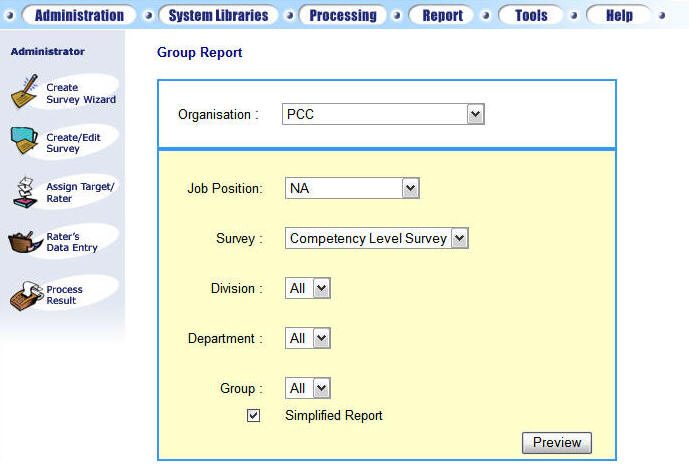 Administration System Libraries Processing Report Tools Help
Administrator
Create
Survey Wizard
Create/Edit
Survey
Assign Target/
Rater
Rater's
Data Entry
Process
Result
Group Report
Organisation : PCC
Job Position: NA
Survey : Competency Level Survey
Division : All
Department : All
Group : All
Simplified Report
Preview